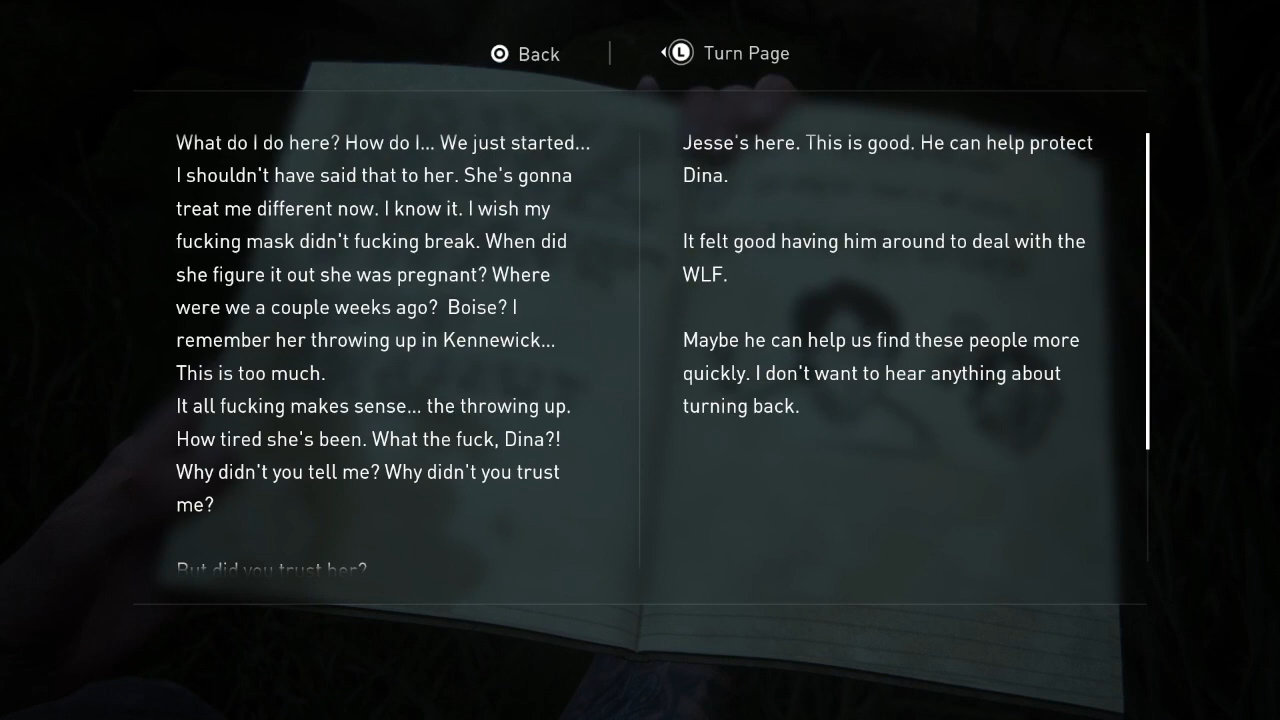 Back
L Turn Page
What do I do here? How do I... We just started...
I shouldn't have said that to her. She's gonna
treat me different now. I know it. I wish my
fucking mask didn't fucking break. When did
she figure it out she was pregnant? Where
were we a couple weeks ago?  Boise? I
remember her throwing up in Kennewick...
This is too much.
It all fucking makes sense... the throwing up.
How tired she's been. What the fuck, Dina?!
Why didn't you tell me? Why didn't you trust
me?
But did you trust her?
Jesse's here. This is good. He can help protect
Dina.
It felt good having him around to deal with the
WLF.
Maybe he can help us find these people more
quickly. I don't want to hear anything about
turning back.